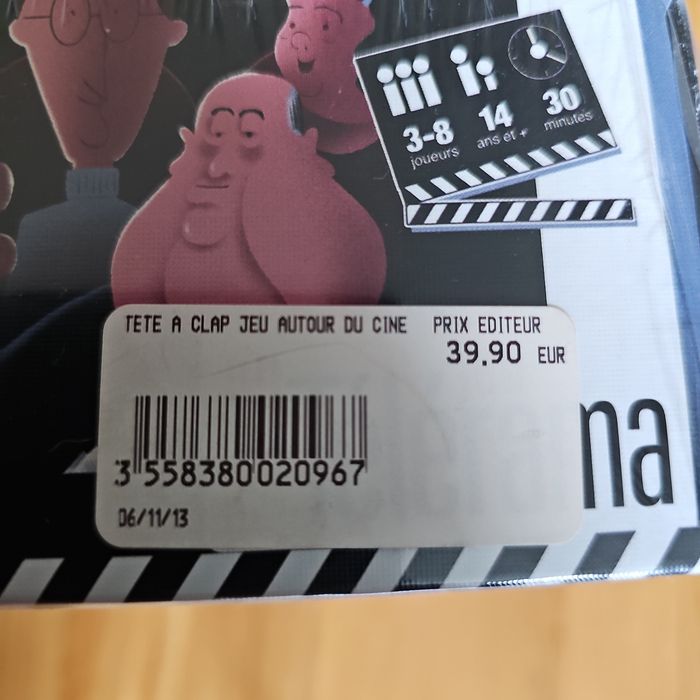 3-8
joueurs
14
ans et +
30
minutes
TETE A CLAP JEU AUTOUR DU CINE
PRIX EDITEUR
39,90 EUR
3 558380 020967
06/11/13
ma